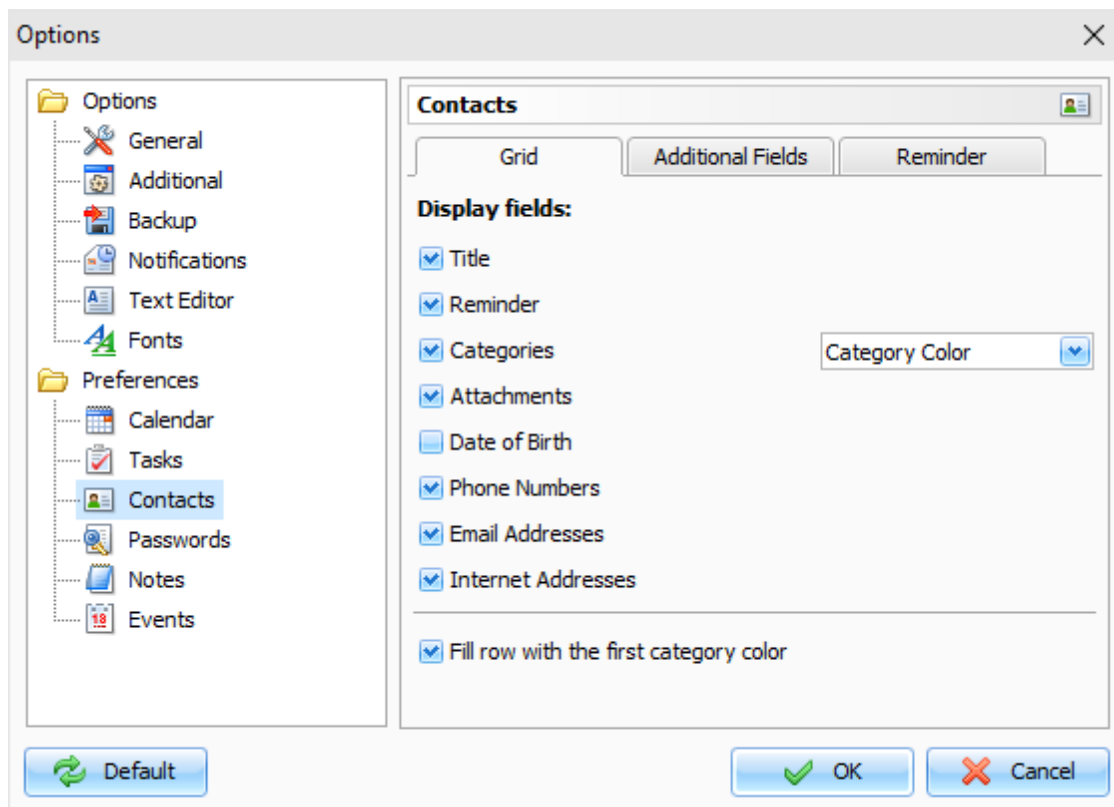 Options
Options
General
Additional
Backup
Notifications
Text Editor
Fonts
Preferences
Calendar
Tasks
Contacts
Passwords
Notes
Events
Contacts
Grid Additional Fields Reminder
Display fields:
Title
Reminder
Categories Category Color
Attachments
Date of Birth
Phone Numbers
Email Addresses
Internet Addresses
Fill row with the first category color
Default OK Cancel